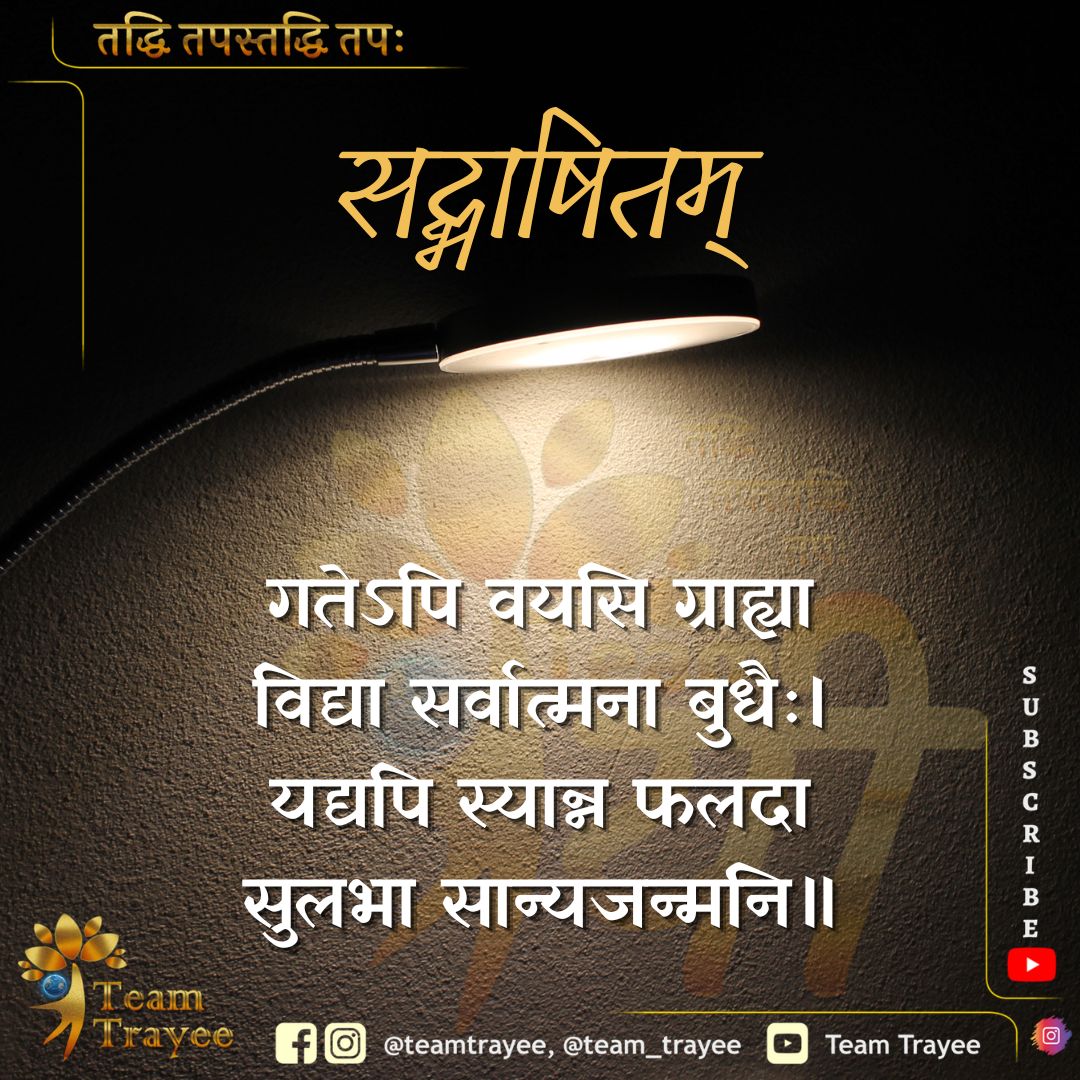 तद्धि तपस्तद्धि तपः
सद्भाषितम्
गतेऽपि वयसि ग्राह्या
विद्या सर्वात्मना बुधैः।
यद्यपि स्यान्न फलदा
सुलभा सान्यजन्मनि॥
SUBSCRIBE
Team
Trayee
@teamtrayee, @team_trayee
Team Trayee